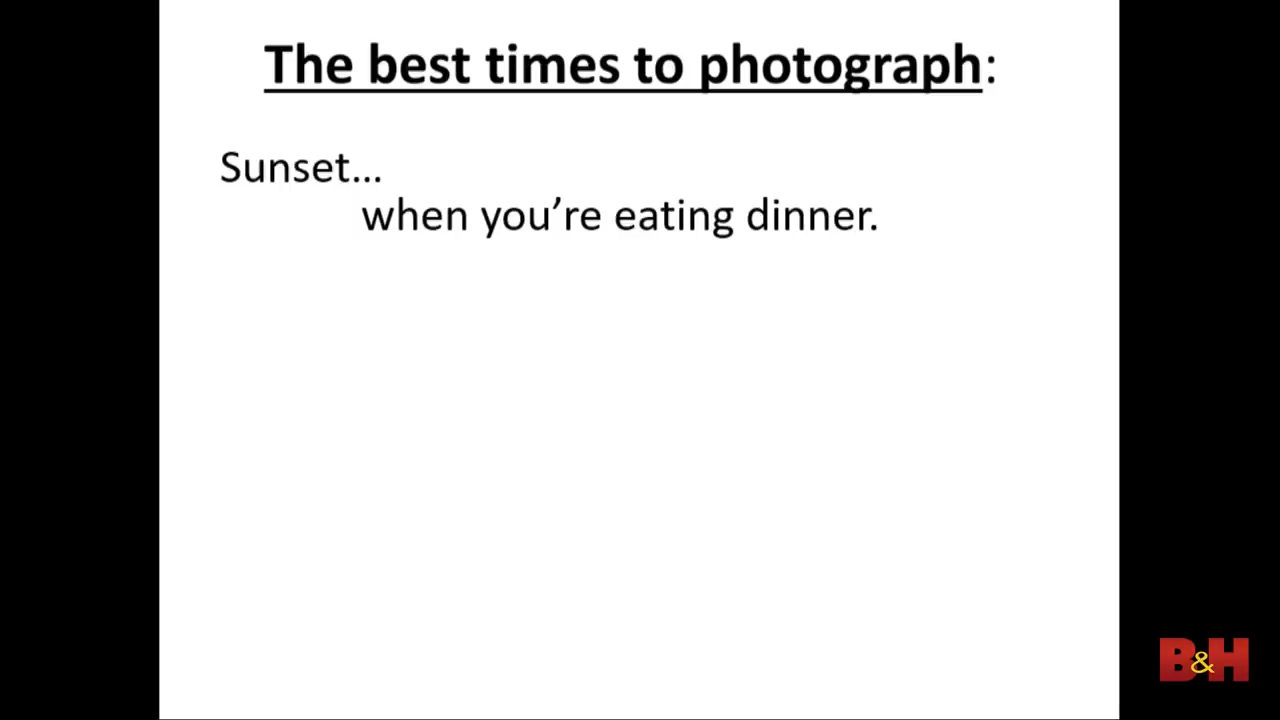 The best times to photograph:
Sunset...
when you’re eating dinner.
B&H